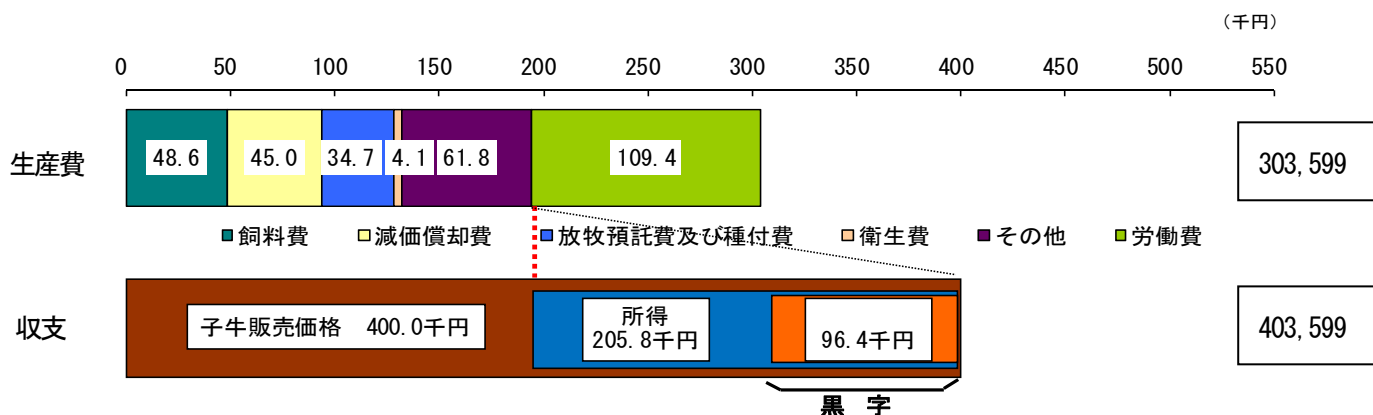 (千円)
0 50 100 150 200 250 300 350 400 450 500 550
生産費
48.6 45.0 34.7 4.1 61.8 109.4
303,599
飼料費 減価償却費 放牧預託費及び種付費 衛生費 その他 労働費
収支
子牛販売価格 400.0千円
所得
205.8千円
96.4千円
403,599
黒 字